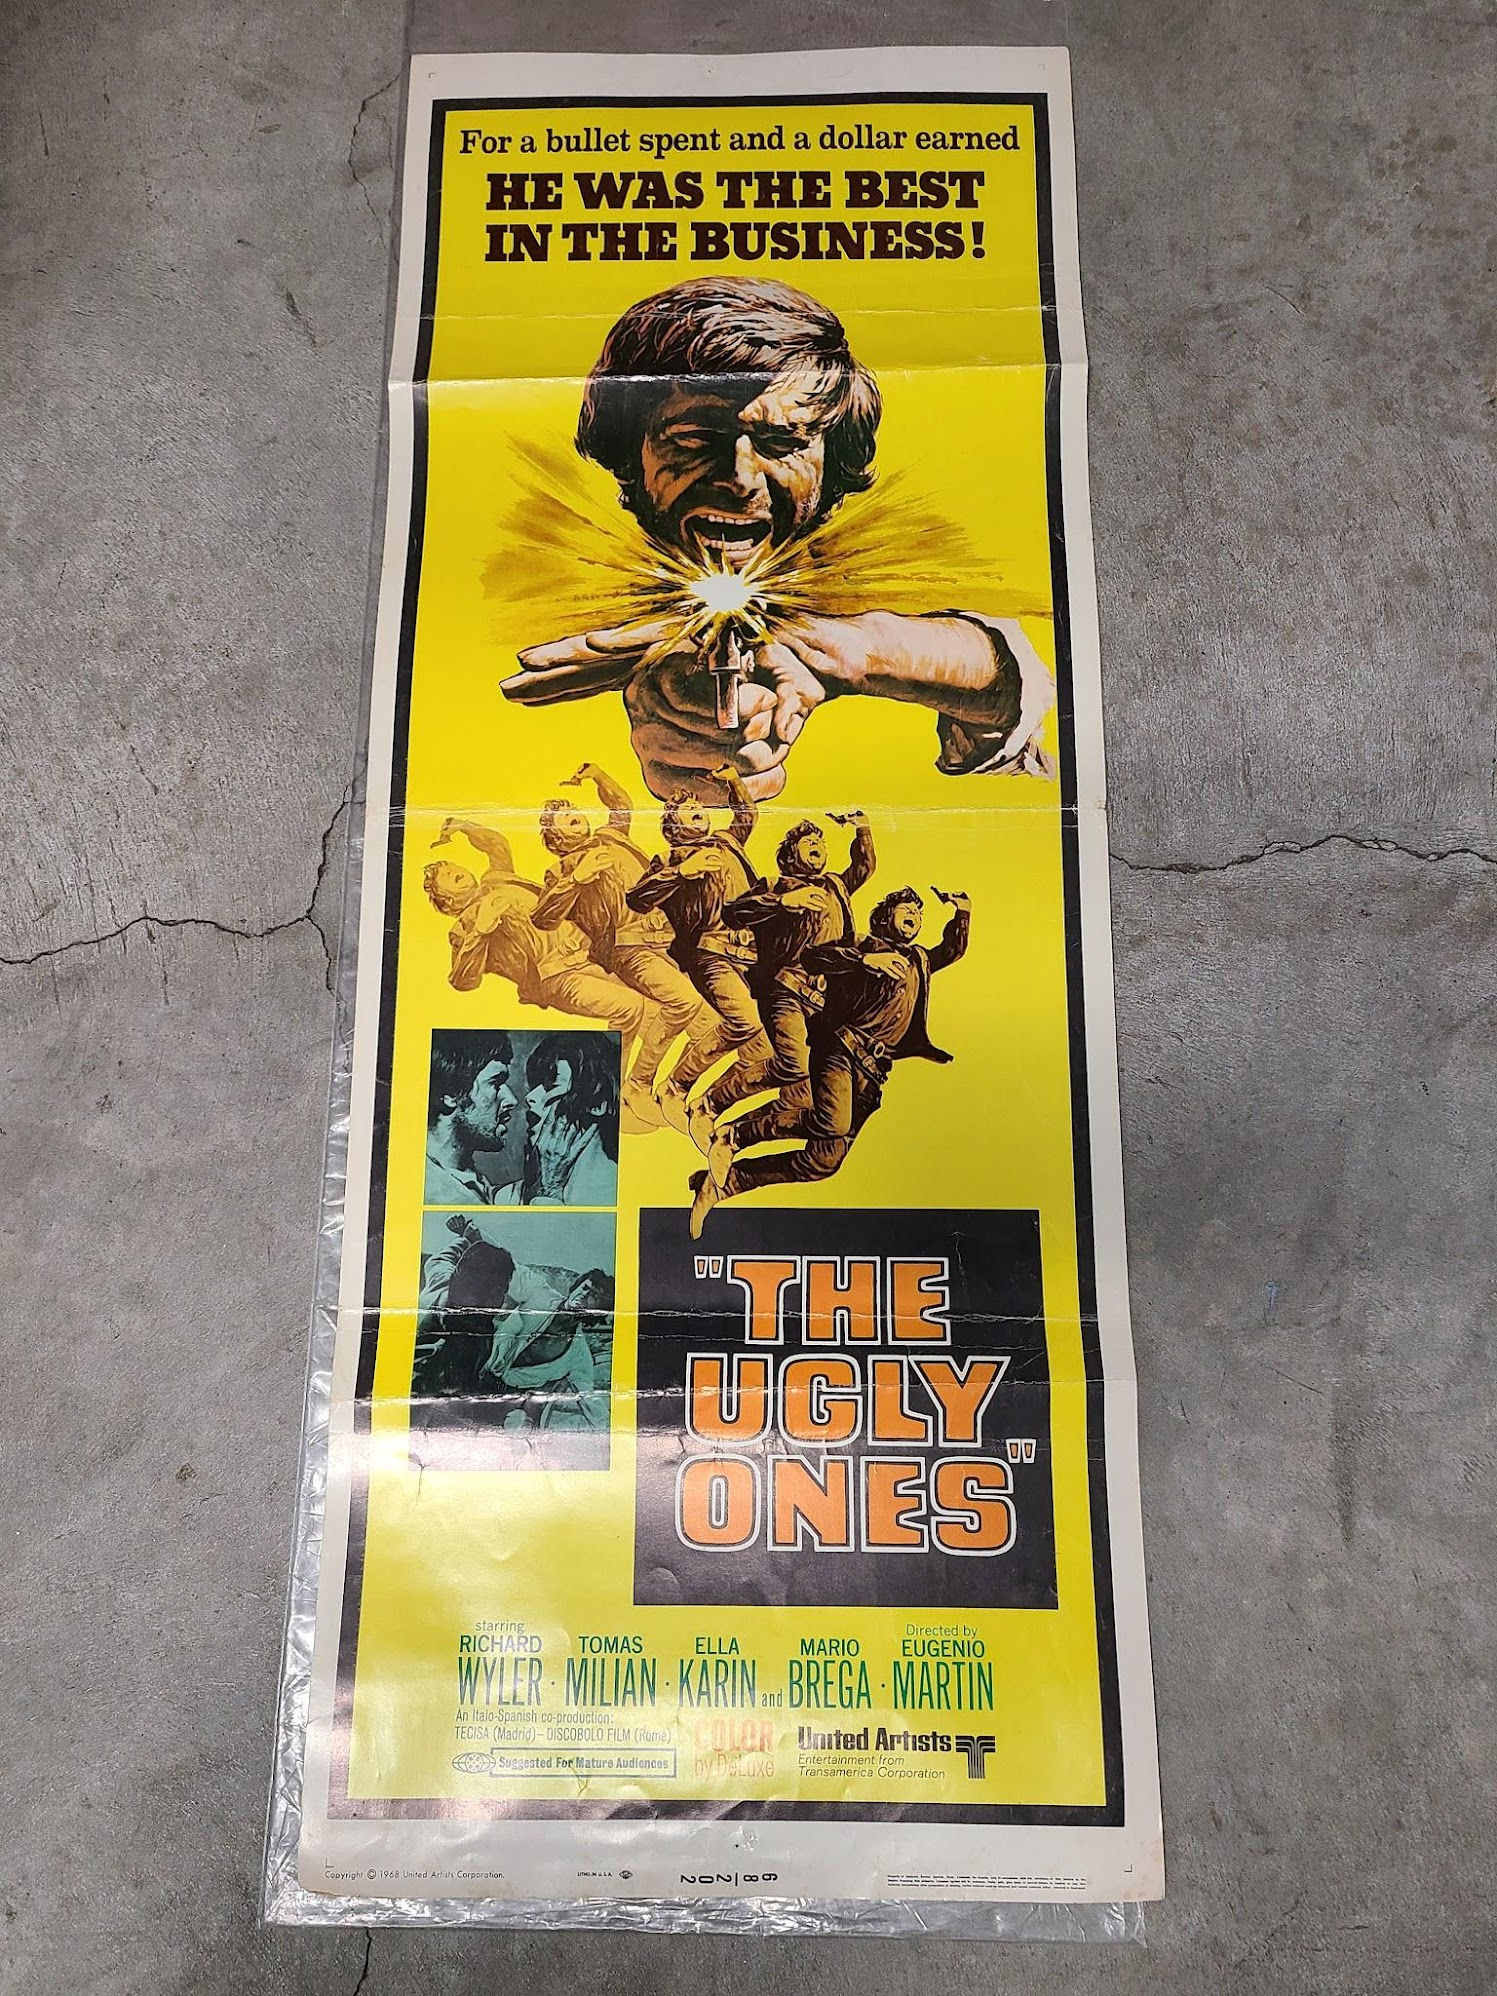 For a bullet spent and a dollar earned
HE WAS THE BEST
IN THE BUSINESS!
"THE
UGLY
ONES"
starring
RICHARD WYLER · TOMAS MILIAN · ELLA KARIN and MARIO BREGA · Directed by EUGENIO MARTIN
An Italo-Spanish co-production:
TECISA (Madrid)—DISCOBOLO FILM (Rome)
Suggested For Mature Audiences
COLOR
by DeLuxe
United Artists
Entertainment from
Transamerica Corporation
Copyright © 1968 United Artists Corporation.
LITHO. IN U.S.A.
68|202